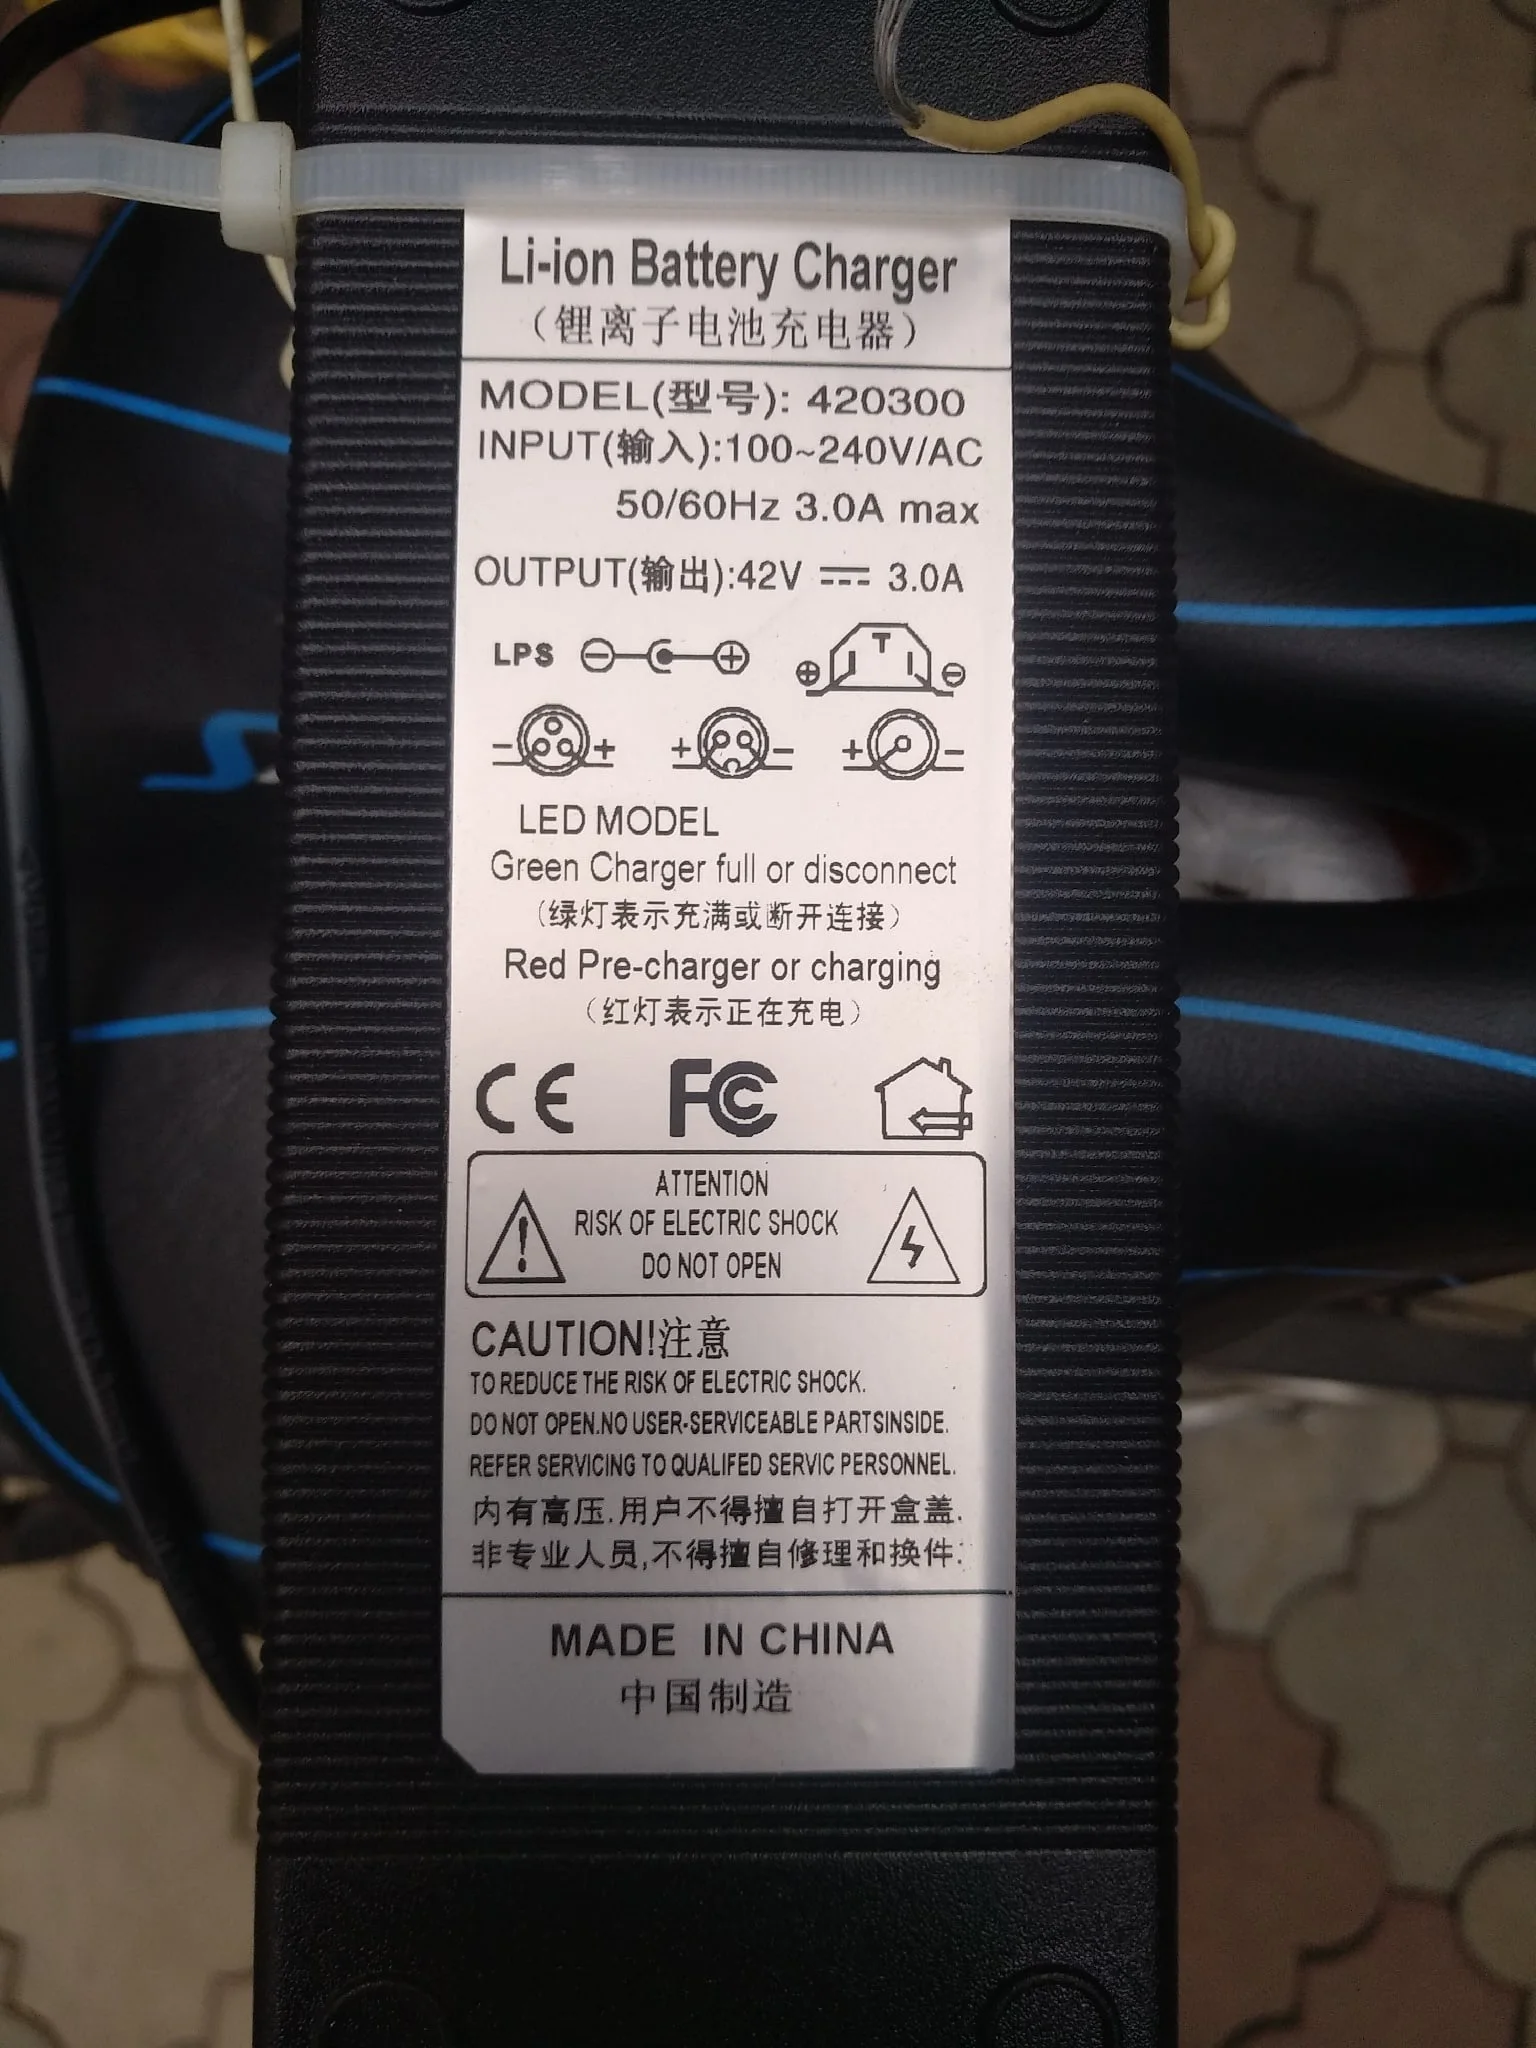 Li-ion Battery Charger
（锂离子电池充电器）
MODEL(型号): 420300
INPUT(输入):100~240V/AC
50/60Hz 3.0A max
OUTPUT(输出):42V ⎓ 3.0A
LPS
LED MODEL
Green Charger full or disconnect
（绿灯表示充满或断开连接）
Red Pre-charger or charging
（红灯表示正在充电）
CE FC
ATTENTION
RISK OF ELECTRIC SHOCK
DO NOT OPEN
CAUTION!注意
TO REDUCE THE RISK OF ELECTRIC SHOCK.
DO NOT OPEN.NO USER-SERVICEABLE PARTSINSIDE.
REFER SERVICING TO QUALIFED SERVIC PERSONNEL.
内有高压.用户不得擅自打开盒盖.
非专业人员,不得擅自修理和换件.
MADE IN CHINA
中国制造